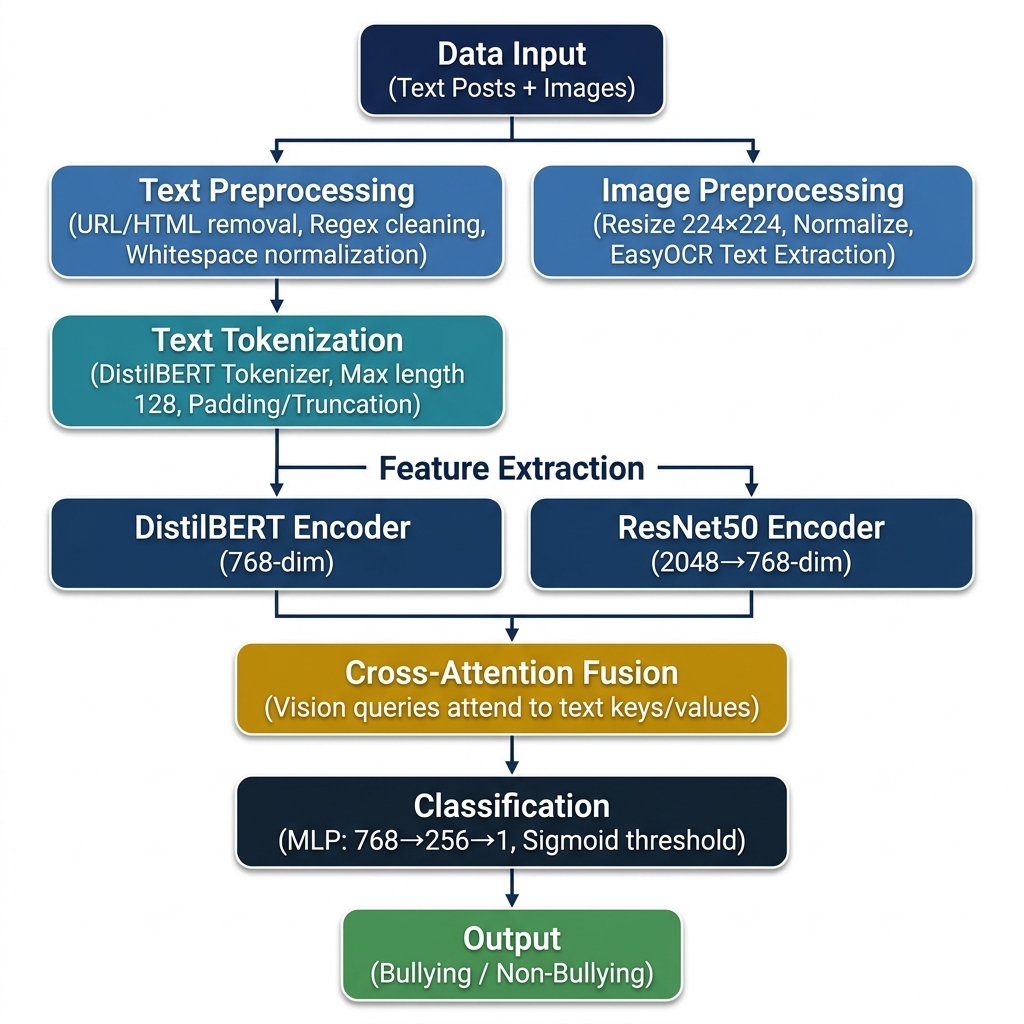 Data Input
(Text Posts + Images)
Text Preprocessing
(URL/HTML removal, Regex cleaning,
Whitespace normalization)
Image Preprocessing
(Resize 224×224, Normalize,
EasyOCR Text Extraction)
Text Tokenization
(DistilBERT Tokenizer, Max length
128, Padding/Truncation)
Feature Extraction
DistilBERT Encoder
(768-dim)
ResNet50 Encoder
(2048→768-dim)
Cross-Attention Fusion
(Vision queries attend to text keys/values)
Classification
(MLP: 768→256→1, Sigmoid threshold)
Output
(Bullying / Non-Bullying)